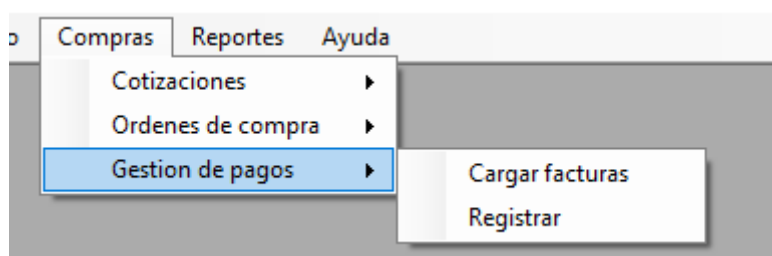 Compras Reportes Ayuda
Cotizaciones
Ordenes de compra
Gestion de pagos
Cargar facturas
Registrar